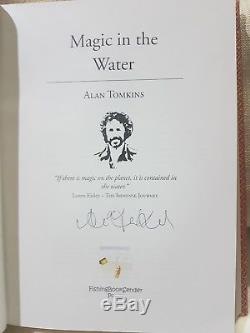 Magic in the
Water
ALAN TOMKINS
"If there is magic on the planet, it is contained in
the water."
Loren Eisley – THE IMMENSE JOURNEY
FishingBookSender